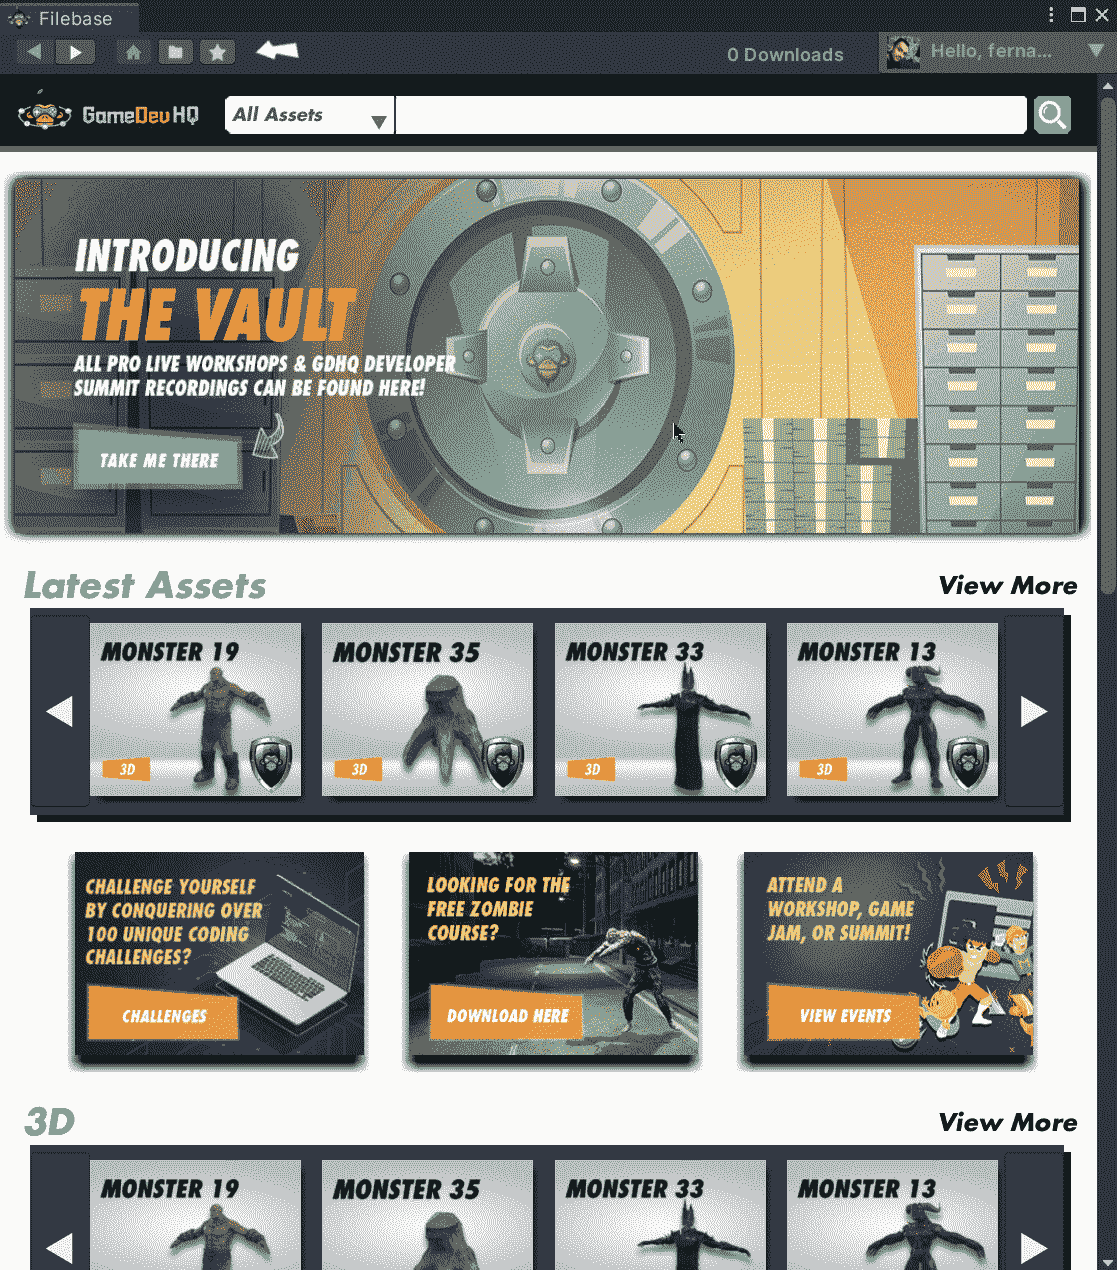 Filebase
0 Downloads
Hello, ferna...
GameDevHQ
All Assets
INTRODUCING
THE VAULT
ALL PRO LIVE WORKSHOPS & GDHQ DEVELOPER
SUMMIT RECORDINGS CAN BE FOUND HERE!
TAKE ME THERE
Latest Assets
View More
MONSTER 19
3D
MONSTER 35
3D
MONSTER 33
3D
MONSTER 13
3D
CHALLENGE YOURSELF
BY CONQUERING OVER
100 UNIQUE CODING
CHALLENGES?
CHALLENGES
LOOKING FOR THE
FREE ZOMBIE
COURSE?
DOWNLOAD HERE
ATTEND A
WORKSHOP, GAME
JAM, OR SUMMIT!
VIEW EVENTS
3D
View More
MONSTER 19
MONSTER 35
MONSTER 33
MONSTER 13